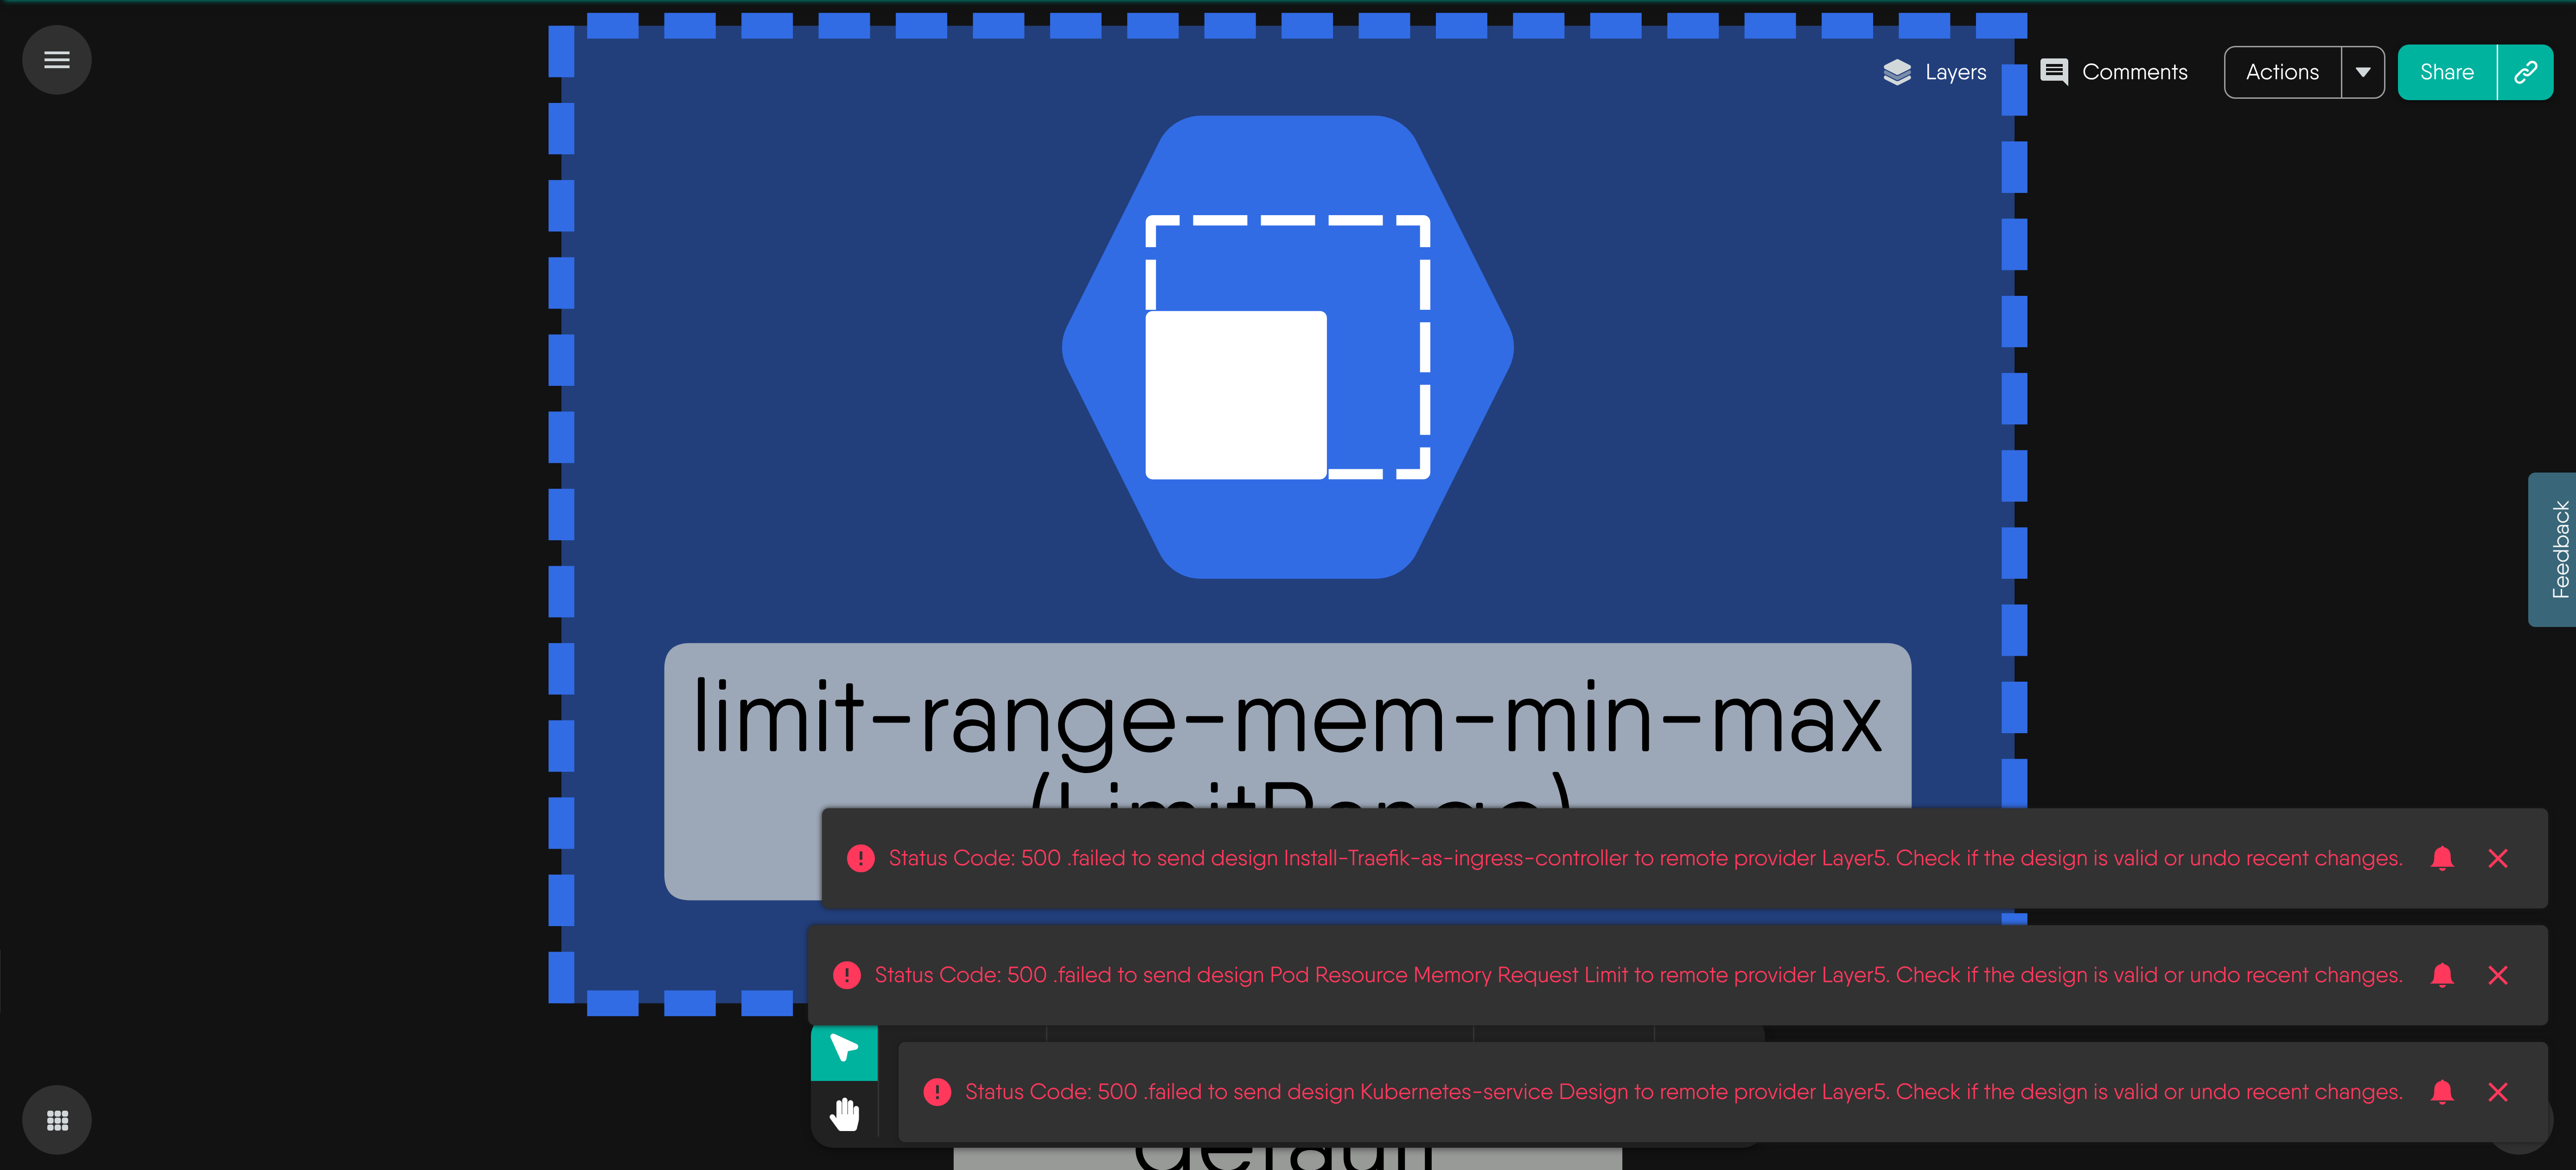 Layers
Comments
Actions
Share
Feedback
limit-range-mem-min-max
(LimitRange)
Status Code: 500 .failed to send design Install-Traefik-as-ingress-controller to remote provider Layer5. Check if the design is valid or undo recent changes.
Status Code: 500 .failed to send design Pod Resource Memory Request Limit to remote provider Layer5. Check if the design is valid or undo recent changes.
Status Code: 500 .failed to send design Kubernetes-service Design to remote provider Layer5. Check if the design is valid or undo recent changes.
default